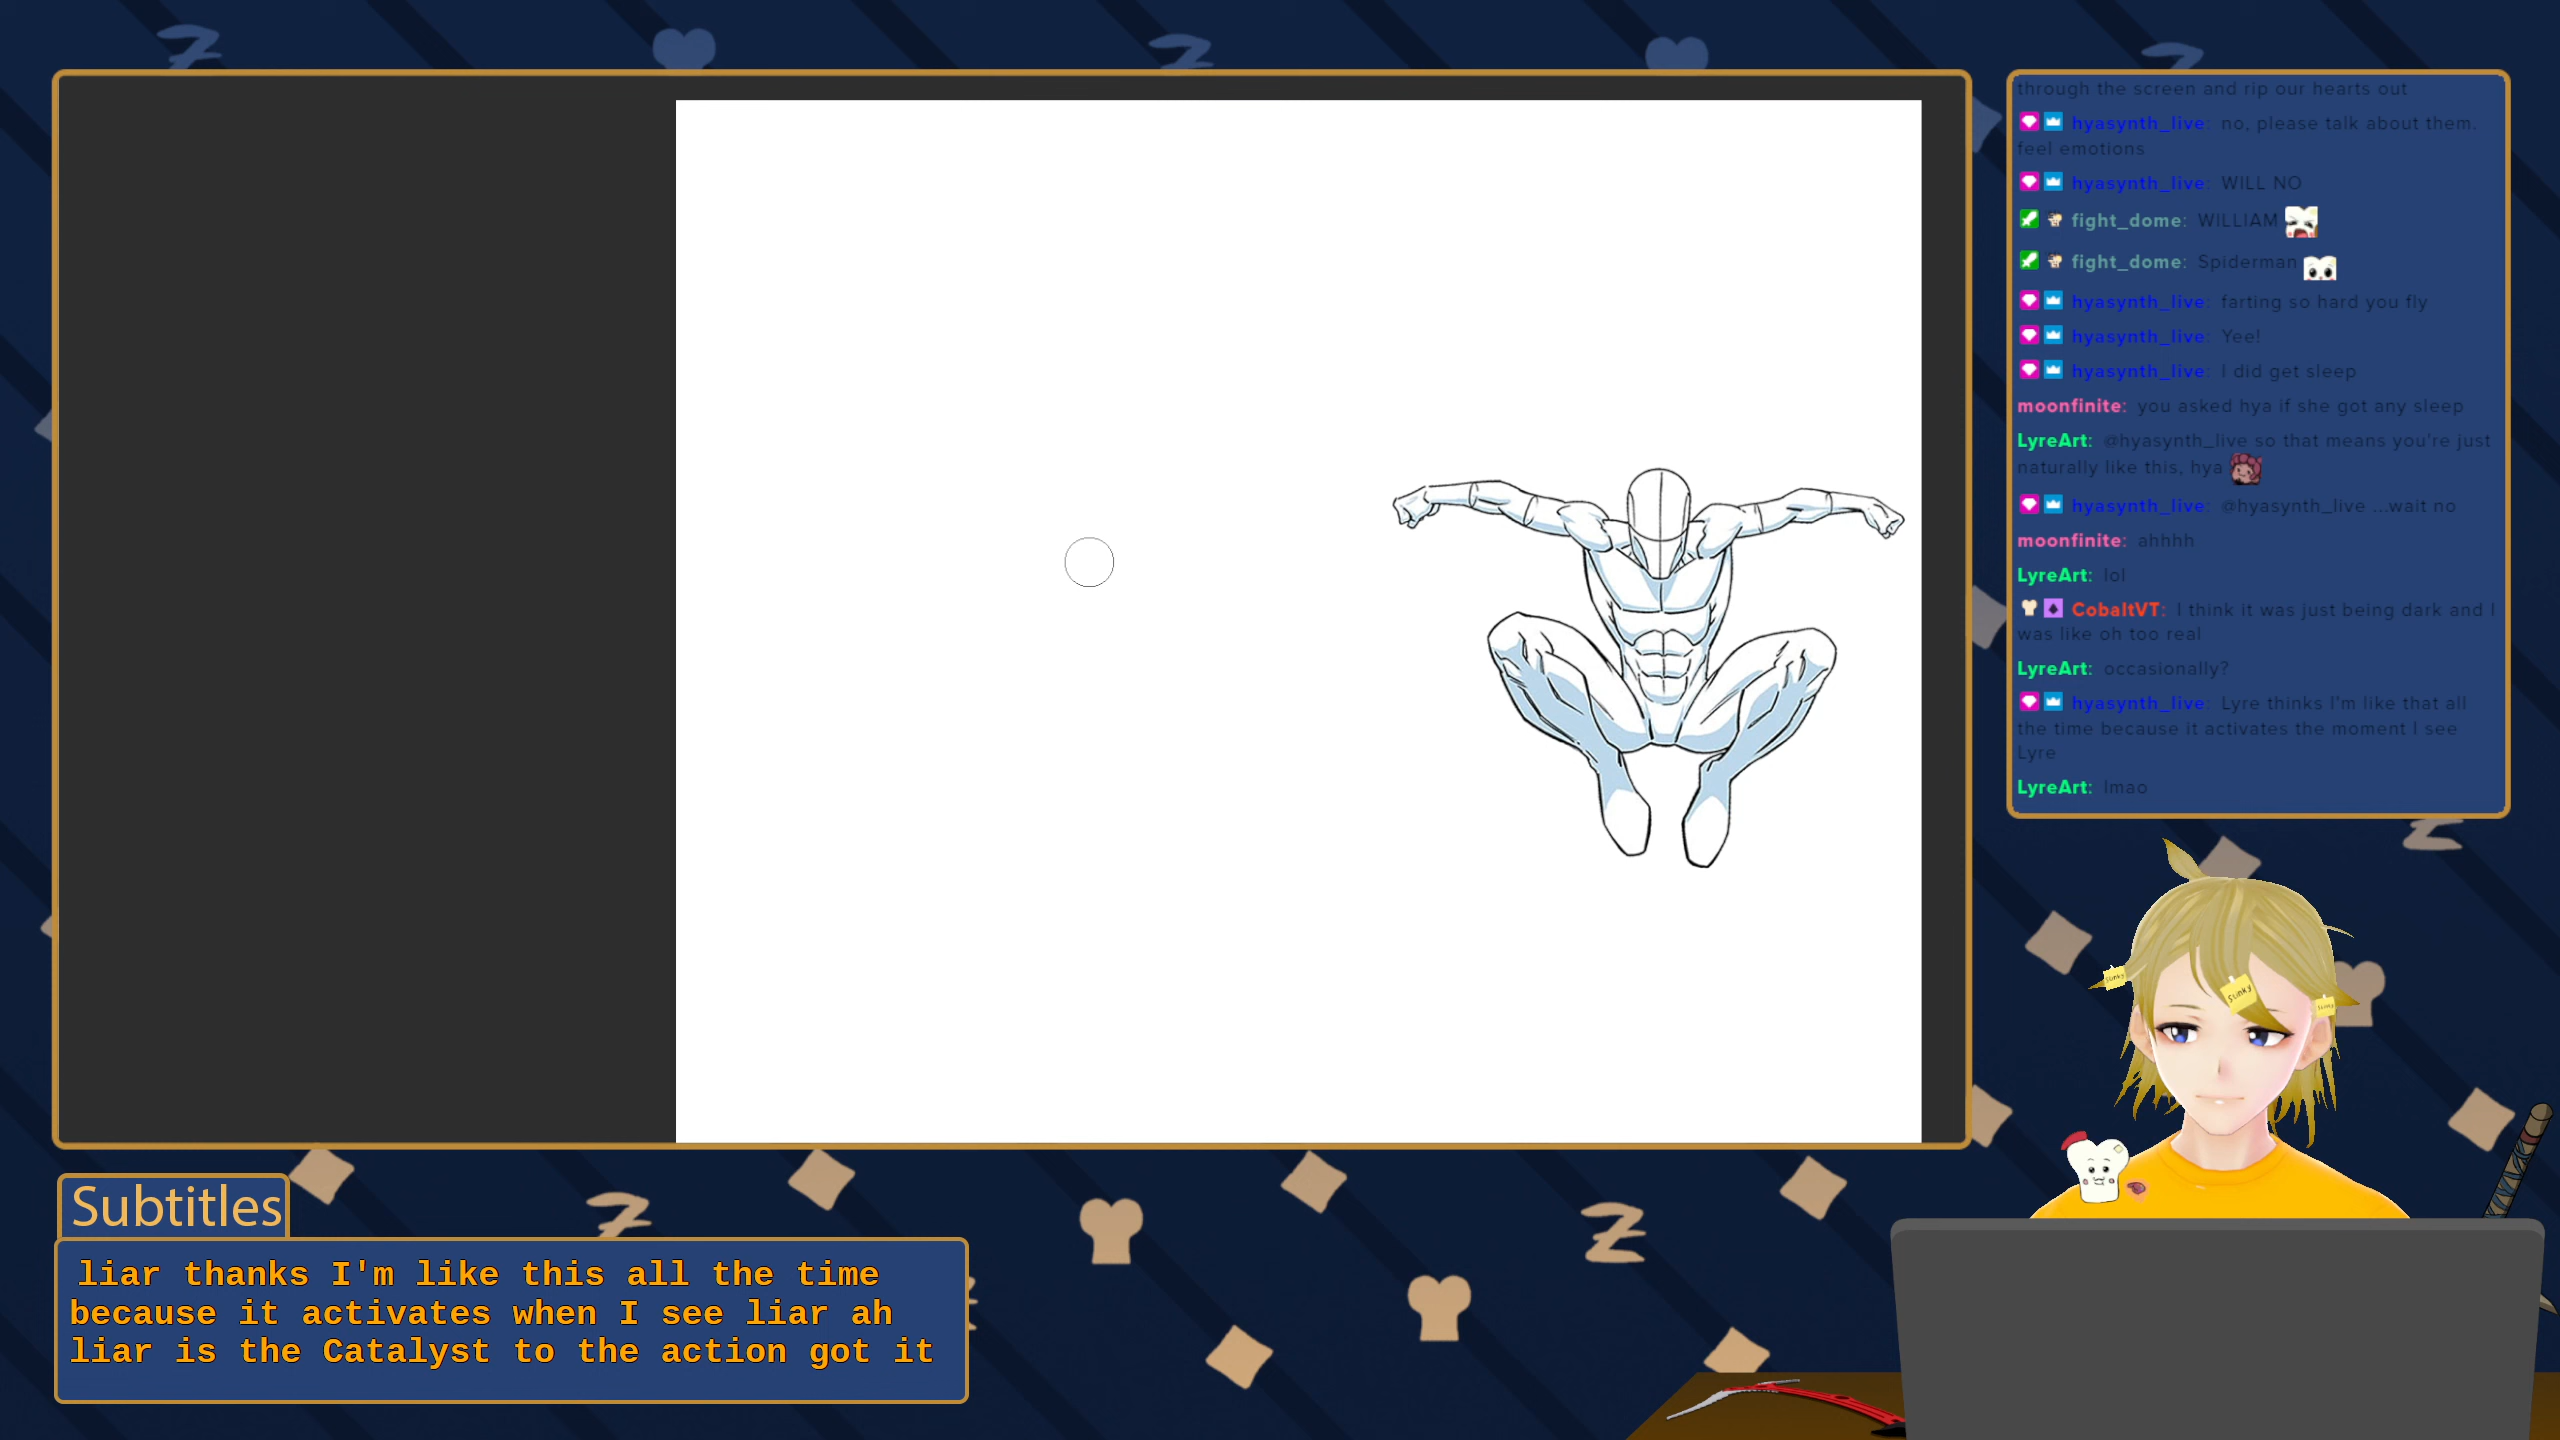 through the screen and rip our hearts out
hyasynth_live: no, please talk about them.
feel emotions
hyasynth_live: WILL NO
fight_dome: WILLIAM
fight_dome: Spiderman
hyasynth_live: farting so hard you fly
hyasynth_live: Yee!
hyasynth_live: I did get sleep
moonfinite: you asked hya if she got any sleep
LyreArt: @hyasynth_live so that means you're just
naturally like this, hya
hyasynth_live: @hyasynth_live ...wait no
moonfinite: ahhhh
LyreArt: lol
CobaltVT: I think it was just being dark and I
was like oh too real
LyreArt: occasionally?
hyasynth_live: Lyre thinks I'm like that all
the time because it activates the moment I see
Lyre
LyreArt: lmao
Stinky
Subtitles
liar thanks I'm like this all the time
because it activates when I see liar ah
liar is the Catalyst to the action got it